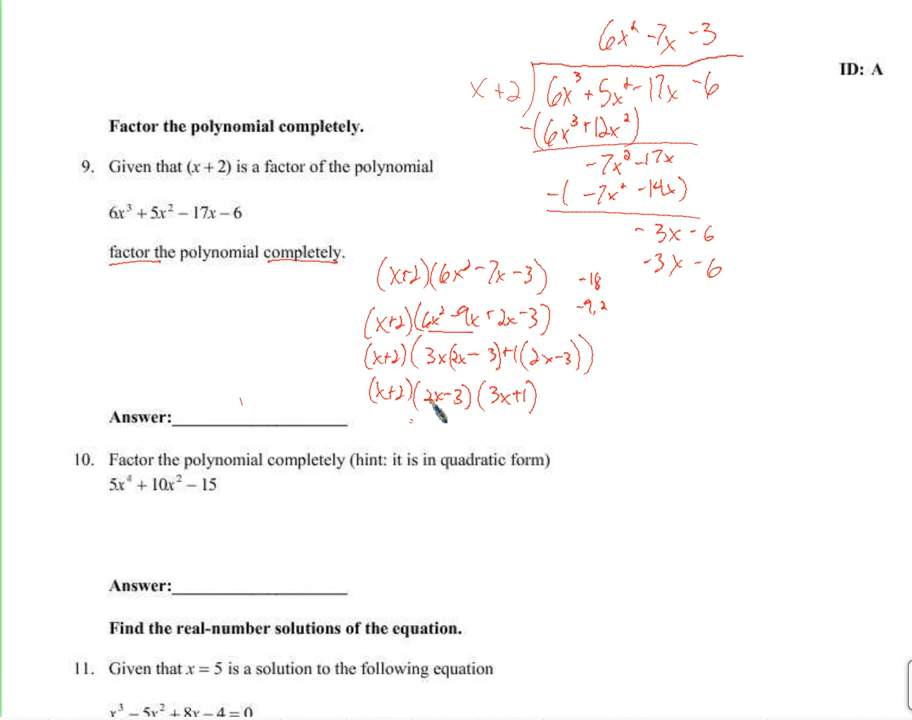 6x² -7x -3
ID: A
x+2 6x³ + 5x² - 17x - 6
Factor the polynomial completely.
-(6x³ + 12x²)
9. Given that (x + 2) is a factor of the polynomial
-7x² - 17x
-( -7x² - 14x)
6x³ + 5x² – 17x – 6
- 3x - 6
factor the polynomial completely.
-3x - 6
(x+2)(6x² - 7x - 3)
-18
(x+2)(6x² - 9x + 2x - 3)
-9, 2
(x+2)(3x(2x - 3)+1(2x-3))
(x+2)(2x-3)(3x+1)
Answer:
10. Factor the polynomial completely (hint: it is in quadratic form)
5x⁴ + 10x² – 15
Answer:
Find the real-number solutions of the equation.
11. Given that x = 5 is a solution to the following equation
x³ – 5x² + 8x – 4 = 0